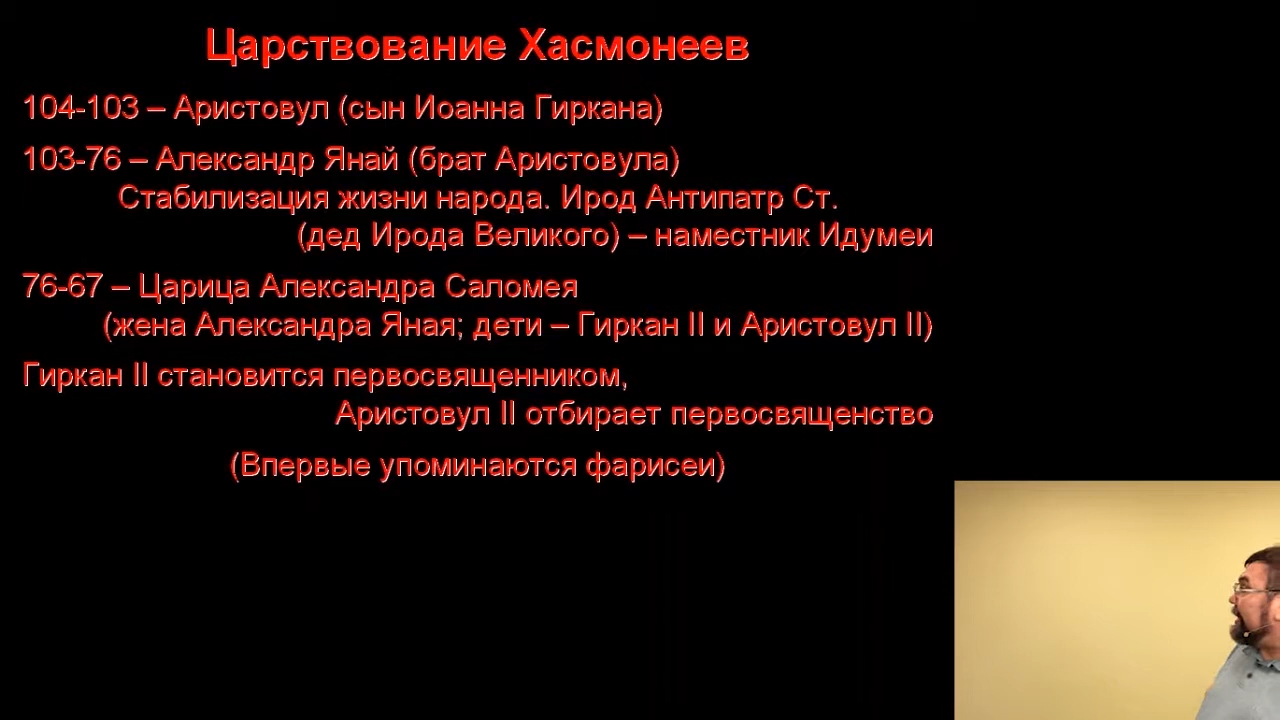 Царствование Хасмонеев
104-103 – Аристовул (сын Иоанна Гиркана)
103-76 – Александр Янай (брат Аристовула)
Стабилизация жизни народа. Ирод Антипатр Ст.
(дед Ирода Великого) – наместник Идумеи
76-67 – Царица Александра Саломея
(жена Александра Яная; дети – Гиркан II и Аристовул II)
Гиркан II становится первосвященником,
Аристовул II отбирает первосвященство
(Впервые упоминаются фарисеи)